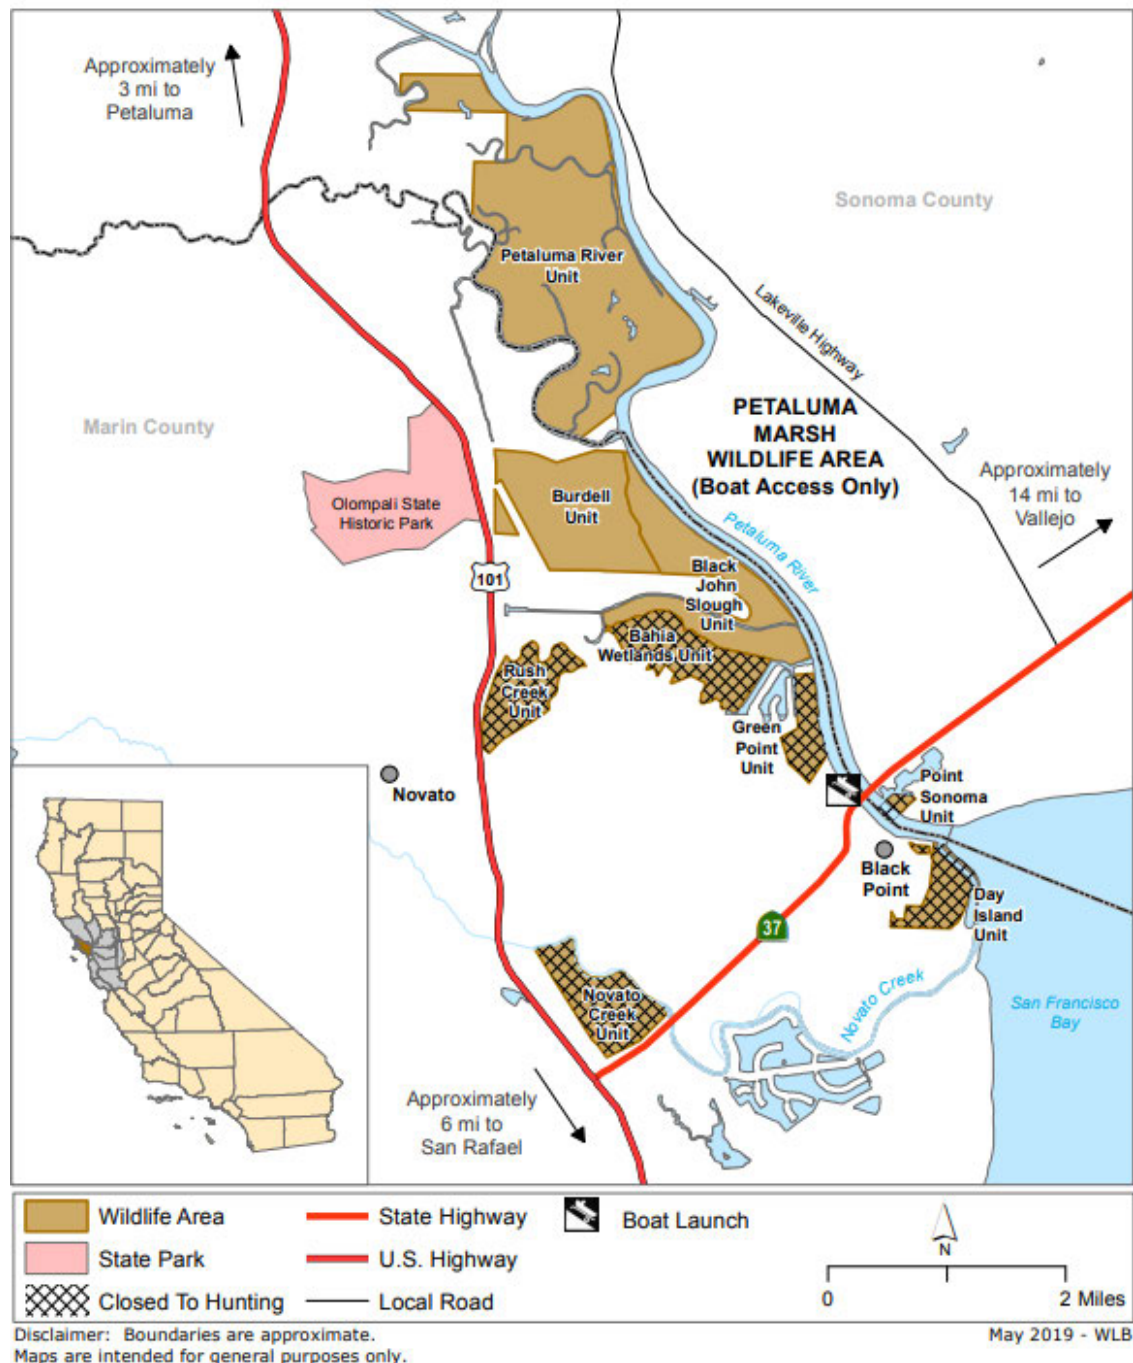 Approximately
3 mi to
Petaluma
Sonoma County
Petaluma River
Unit
Lakeville Highway
Marin County
PETALUMA
MARSH
WILDLIFE AREA
(Boat Access Only)
Approximately
14 mi to
Vallejo
Olompali State
Historic Park
Burdell
Unit
Petaluma River
101
Black
John
Slough
Unit
Bahia
Wetlands Unit
Rush
Creek
Unit
Green
Point
Unit
Point
Sonoma
Unit
Novato
Black
Point
Day
Island
Unit
37
Novato
Creek
Unit
Novato Creek
San Francisco
Bay
Approximately
6 mi to
San Rafael
Wildlife Area
State Highway
Boat Launch
State Park
U.S. Highway
N
Closed To Hunting
Local Road
0
2 Miles
Disclaimer: Boundaries are approximate.
Maps are intended for general purposes only.
May 2019 - WLB